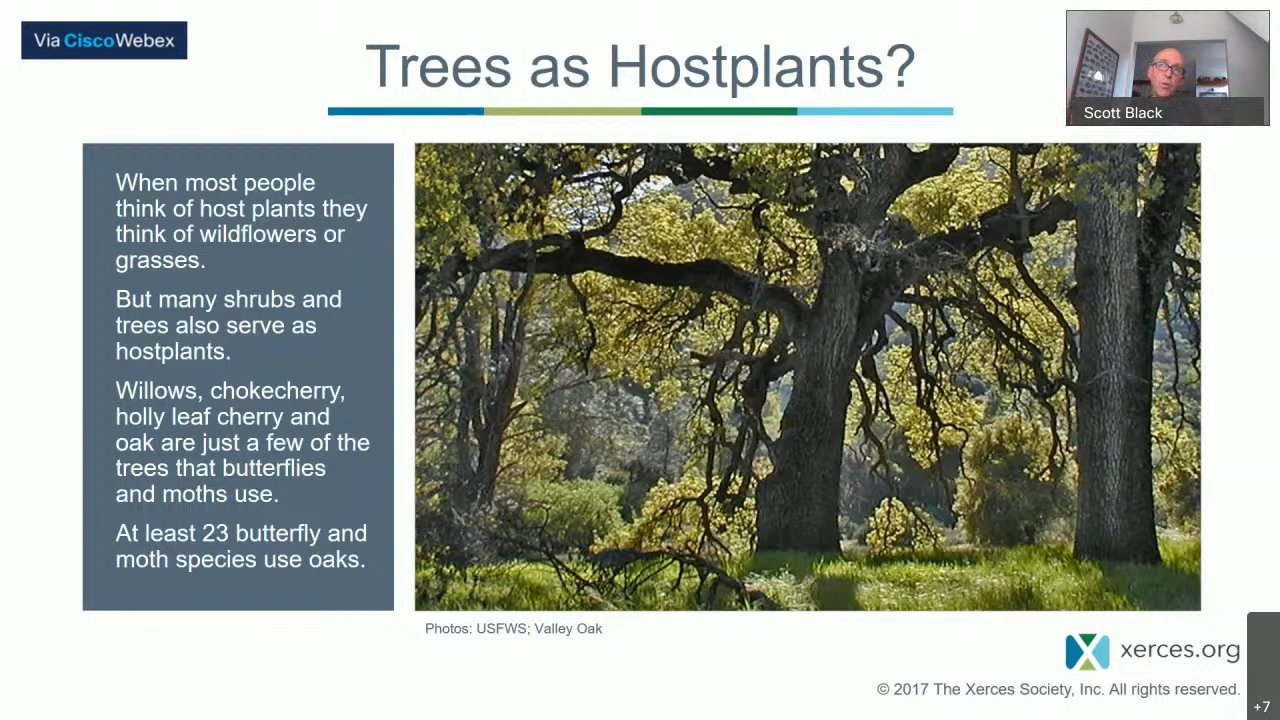 Via CiscoWebex
Trees as Hostplants?
Scott Black
When most people
think of host plants they
think of wildflowers or
grasses.
But many shrubs and
trees also serve as
hostplants.
Willows, chokecherry,
holly leaf cherry and
oak are just a few of the
trees that butterflies
and moths use.
At least 23 butterfly and
moth species use oaks.
Photos: USFWS; Valley Oak
xerces.org
© 2017 The Xerces Society, Inc. All rights reserved.
+7